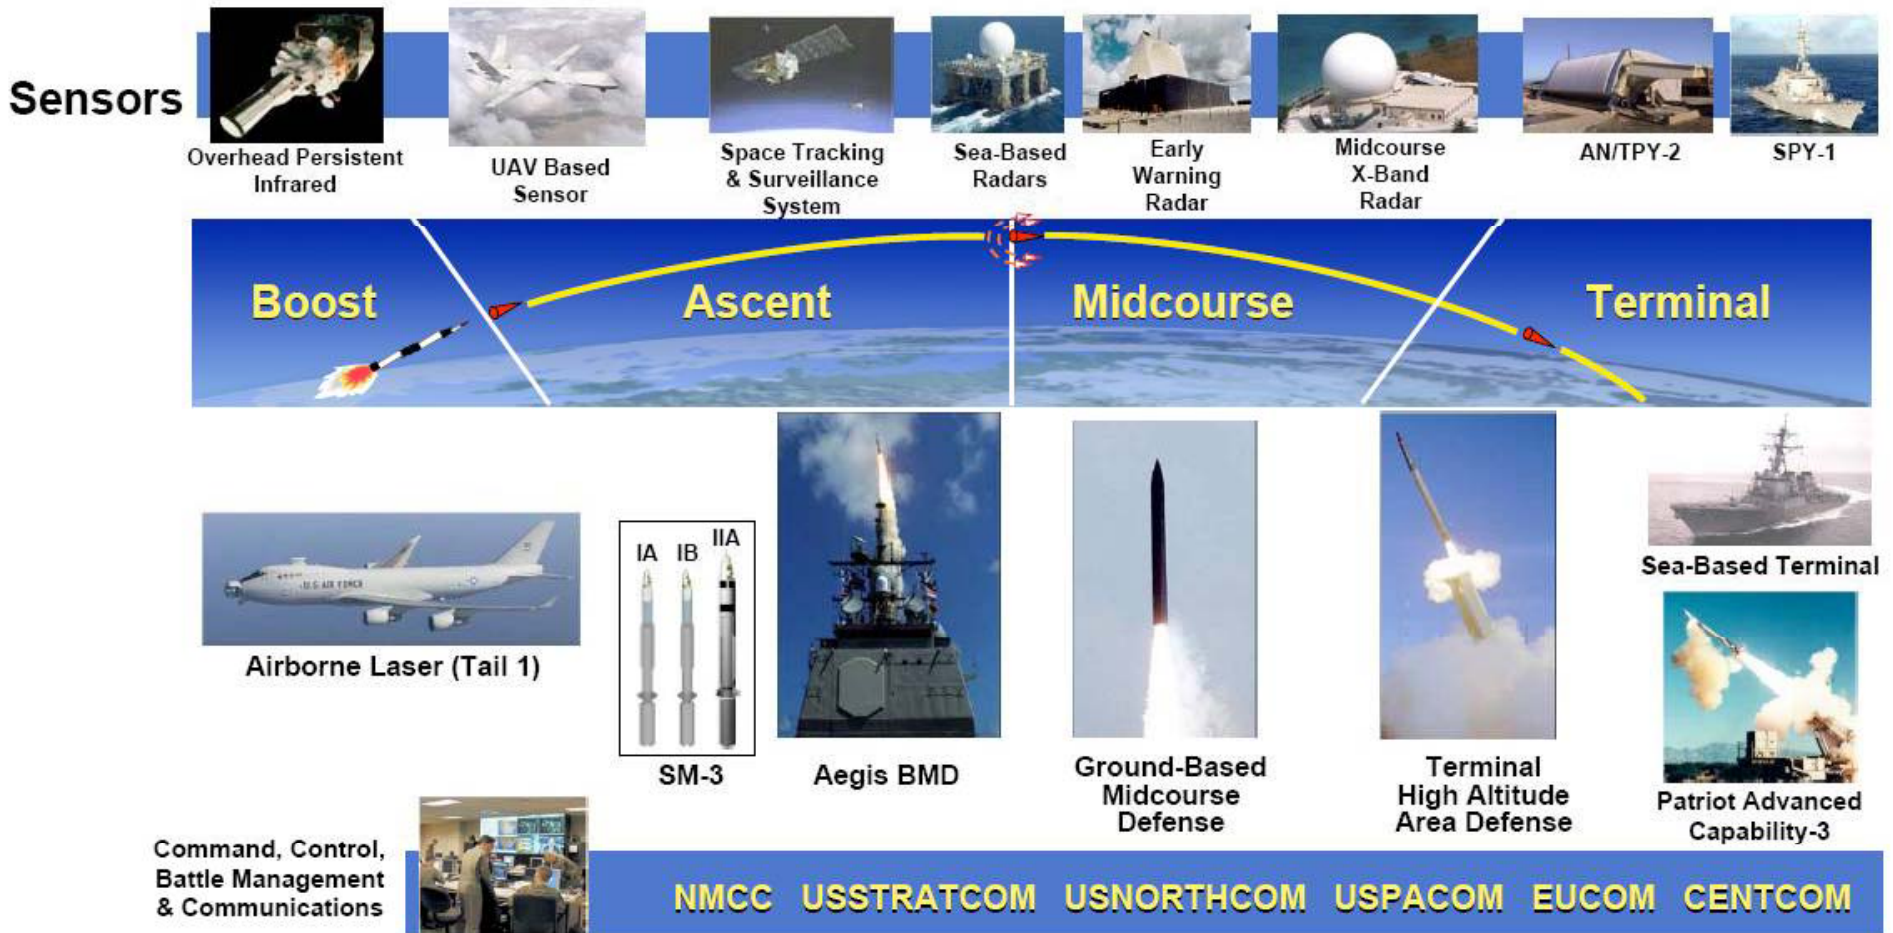 Sensors
Overhead Persistent
Infrared
UAV Based
Sensor
Space Tracking
& Surveillance
System
Sea-Based
Radars
Early
Warning
Radar
Midcourse
X-Band
Radar
AN/TPY-2
SPY-1
Boost
Ascent
Midcourse
Terminal
U.S. AIR FORCE
Airborne Laser (Tail 1)
IA IB IIA
SM-3
Aegis BMD
Ground-Based
Midcourse
Defense
Terminal
High Altitude
Area Defense
Sea-Based Terminal
Patriot Advanced
Capability-3
Command, Control,
Battle Management
& Communications
NMCC USSTRATCOM USNORTHCOM USPACOM EUCOM CENTCOM